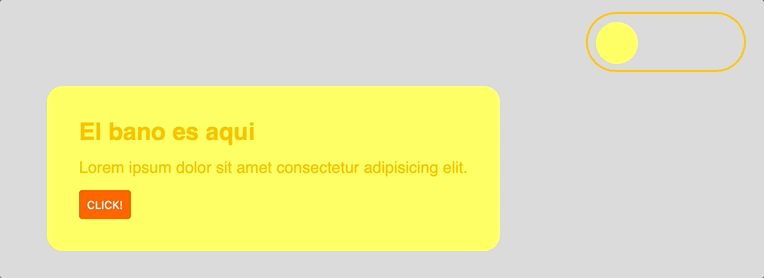 El bano es aqui
Lorem ipsum dolor sit amet consectetur adipisicing elit.
CLICK!